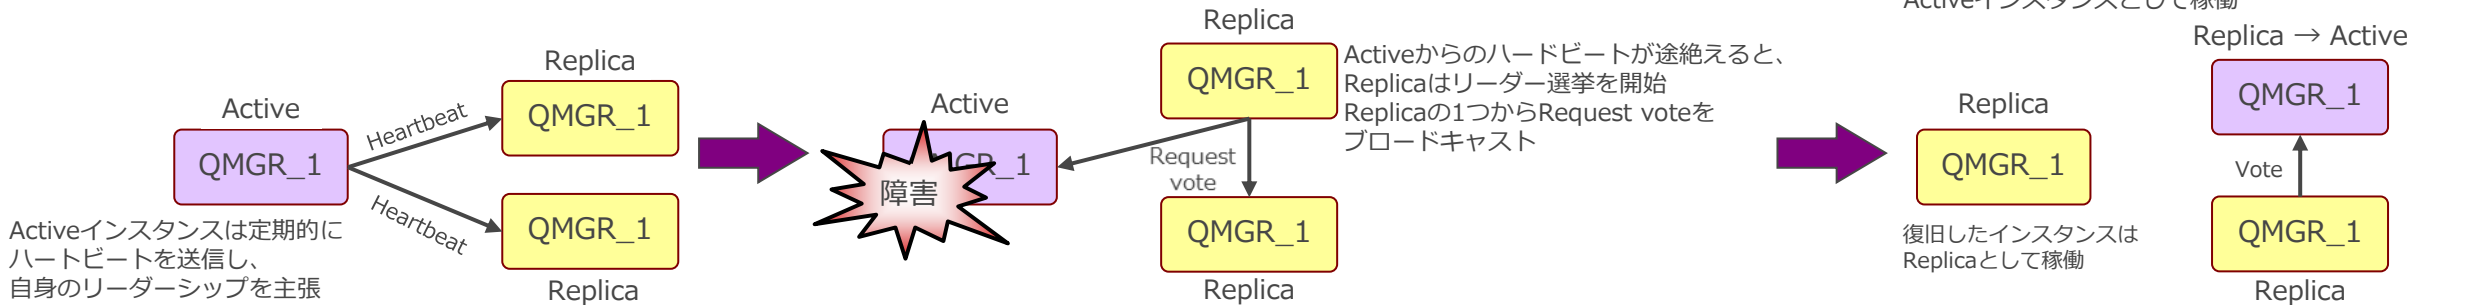 Active
QMGR_1
Heartbeat
Heartbeat
Replica
QMGR_1
QMGR_1
Replica
Activeインスタンスは定期的に
ハートビートを送信し、
自身のリーダーシップを主張
Active
障害
Replica
QMGR_1
Request
vote
QMGR_1
Replica
Activeからのハードビートが途絶えると、
Replicaはリーダー選挙を開始
Replicaの1つからRequest voteを
ブロードキャスト
Activeインスタンスとして稼働
Replica → Active
QMGR_1
Replica
QMGR_1
Vote
QMGR_1
Replica
復旧したインスタンスは
Replicaとして稼働